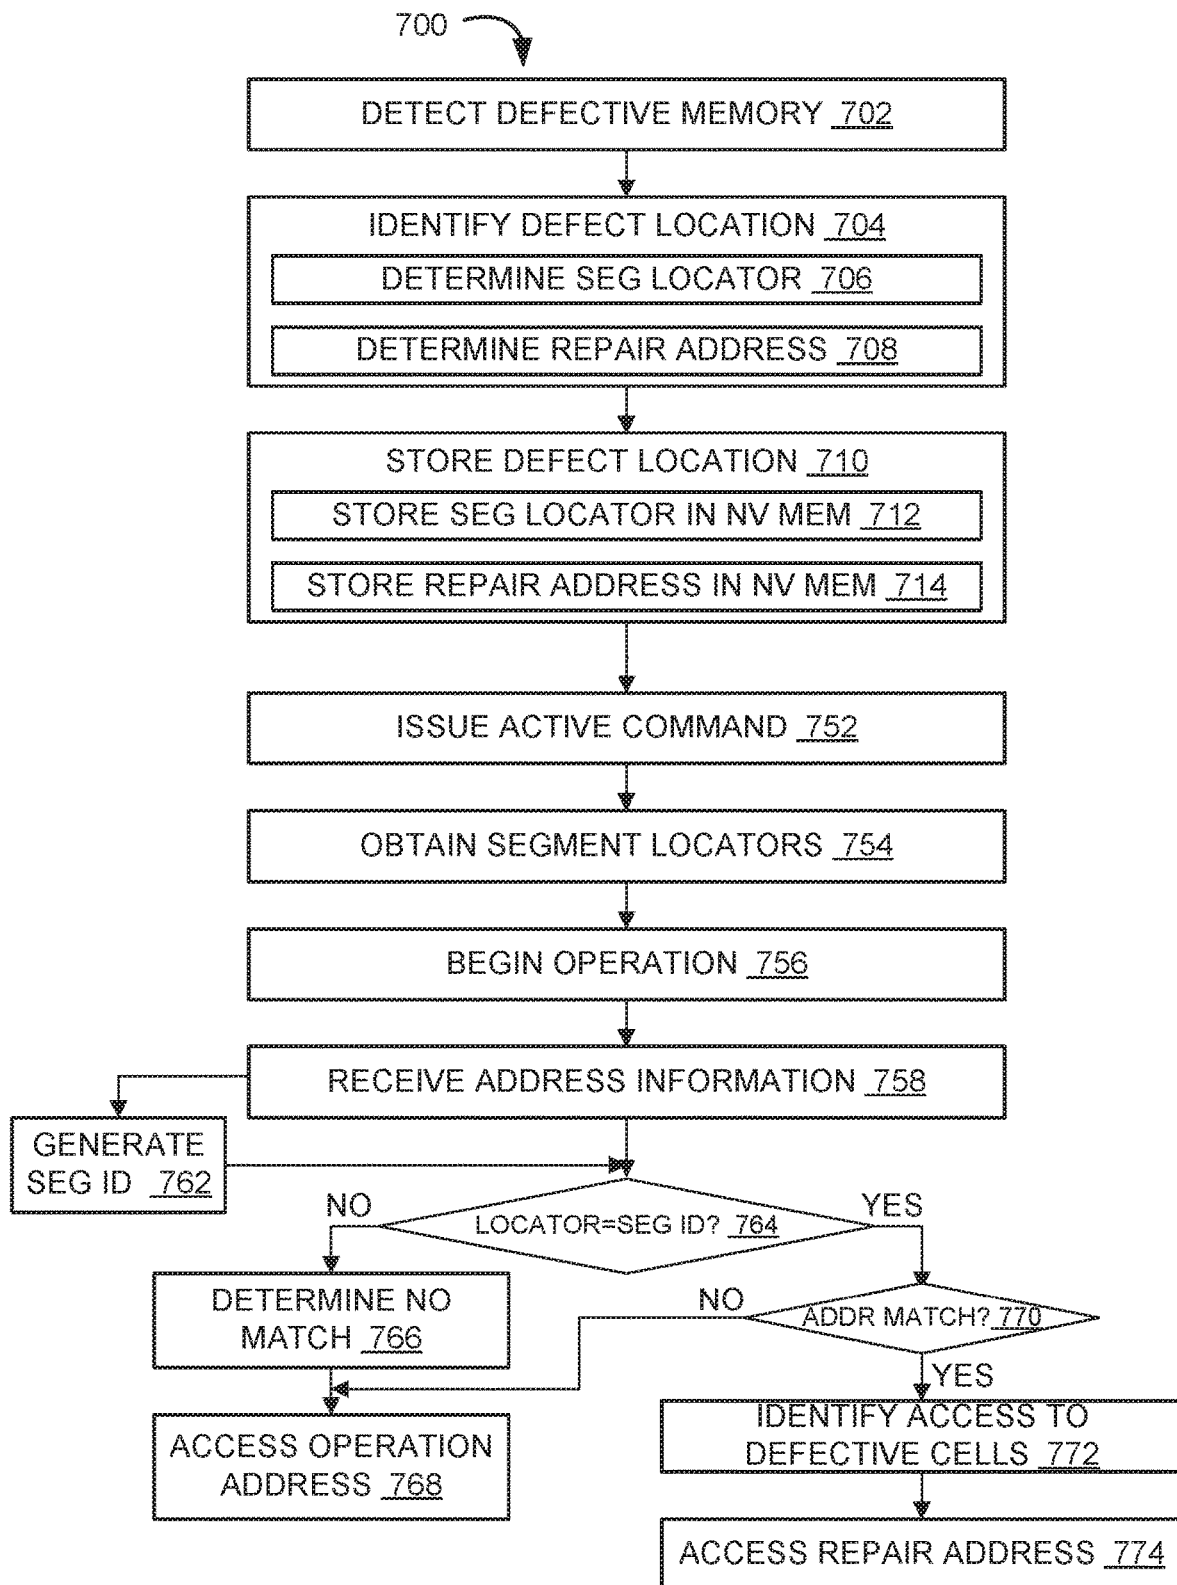 700
DETECT DEFECTIVE MEMORY 702
IDENTIFY DEFECT LOCATION 704
DETERMINE SEG LOCATOR 706
DETERMINE REPAIR ADDRESS 708
STORE DEFECT LOCATION 710
STORE SEG LOCATOR IN NV MEM 712
STORE REPAIR ADDRESS IN NV MEM 714
ISSUE ACTIVE COMMAND 752
OBTAIN SEGMENT LOCATORS 754
BEGIN OPERATION 756
RECEIVE ADDRESS INFORMATION 758
GENERATE
SEG ID 762
NO
YES
LOCATOR=SEG ID? 764
DETERMINE NO
MATCH 766
NO
ADDR MATCH? 770
YES
ACCESS OPERATION
ADDRESS 768
IDENTIFY ACCESS TO
DEFECTIVE CELLS 772
ACCESS REPAIR ADDRESS 774